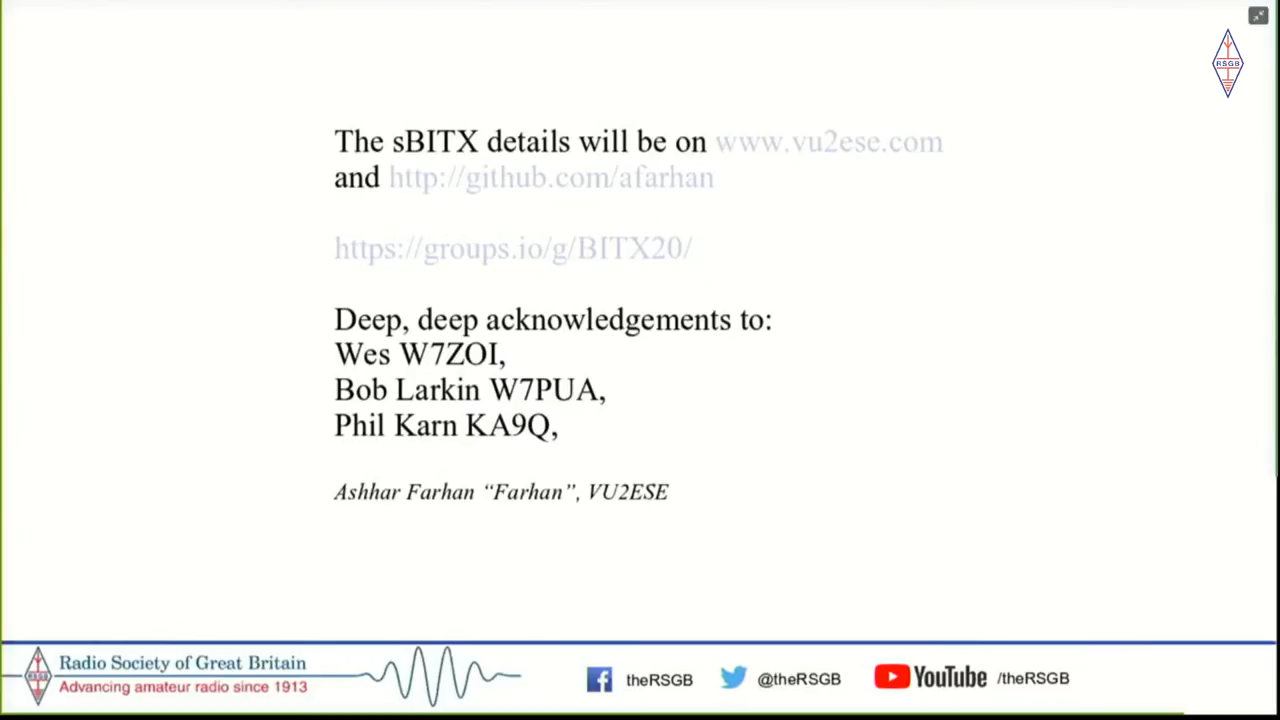 RSGB
The sBITX details will be on www.vu2ese.com
and http://github.com/afarhan
https://groups.io/g/BITX20/
Deep, deep acknowledgements to:
Wes W7ZOI,
Bob Larkin W7PUA,
Phil Karn KA9Q,
Ashhar Farhan “Farhan”, VU2ESE
RSGB
Radio Society of Great Britain
Advancing amateur radio since 1913
theRSGB
@theRSGB
YouTube /theRSGB